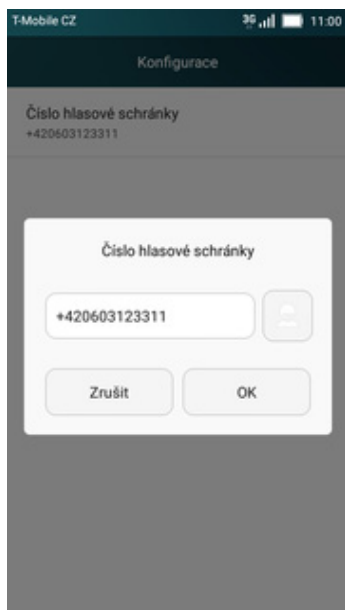 T-Mobile CZ 3G 11:00
Konfigurace
Číslo hlasové schránky
+420603123311
Číslo hlasové schránky
+420603123311
Zrušit OK